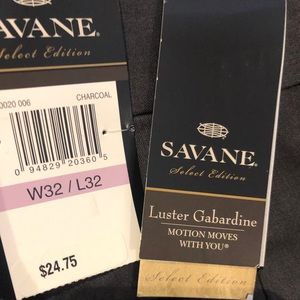 AVANE.
Select Edition
0020 006
CHARCOAL
0 94829 20360 5
W32 / L32
$24.75
SAVANE.
Select Edition
Luster Gabardine
MOTION MOVES
WITH YOU®
Select Edition